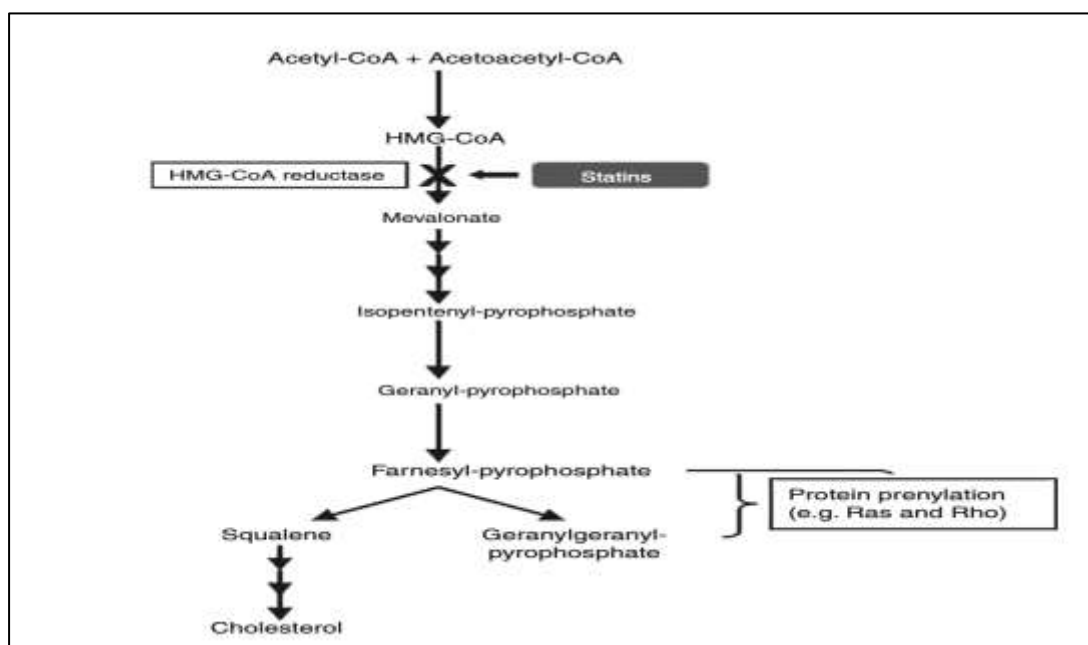 Acetyl-CoA + Acetoacetyl-CoA
HMG-CoA
HMG-CoA reductase
Statins
Mevalonate
Isopentenyl-pyrophosphate
Geranyl-pyrophosphate
Farnesyl-pyrophosphate
Protein prenylation
(e.g. Ras and Rho)
Squalene
Geranylgeranyl-
pyrophosphate
Cholesterol